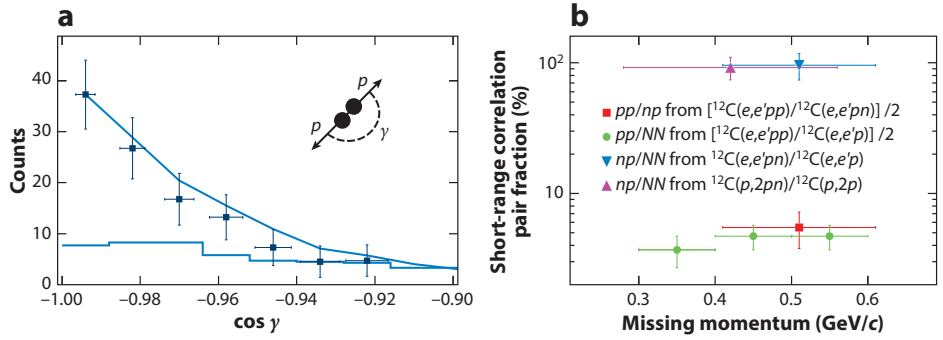 a
Counts
40
30
20
10
0
−1.00
−0.98
−0.96
−0.94
−0.92
−0.90
cos γ
p
p
γ
b
Short-range correlation
pair fraction (%)
10²
10
pp/np from [¹²C(e,e'pp)/¹²C(e,e'pn)] /2
pp/NN from [¹²C(e,e'pp)/¹²C(e,e'p)] /2
np/NN from ¹²C(e,e'pn)/¹²C(e,e'p)
np/NN from ¹²C(p,2pn)/¹²C(p,2p)
0.3
0.4
0.5
0.6
Missing momentum (GeV/c)